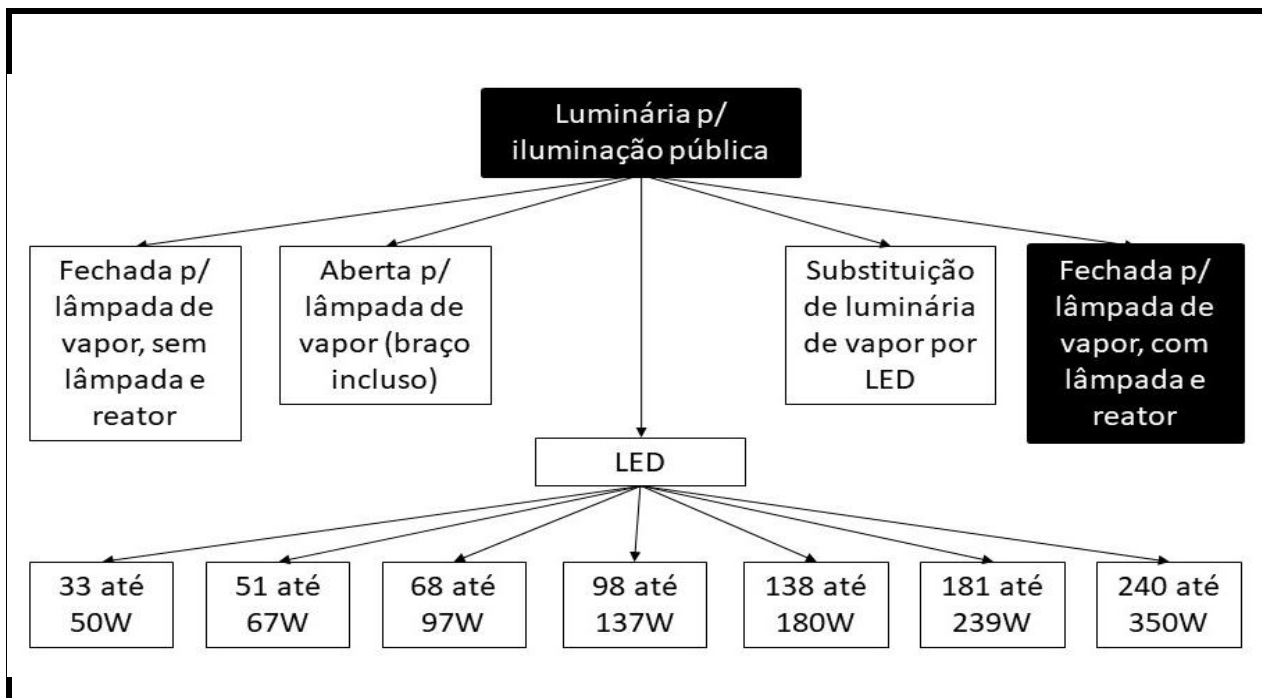 Luminária p/
iluminação pública
Fechada p/
lâmpada de
vapor, sem
lâmpada e
reator
Aberta p/
lâmpada de
vapor (braço
incluso)
Substituição
de luminária
de vapor por
LED
Fechada p/
lâmpada de
vapor, com
lâmpada e
reator
LED
33 até
50W
51 até
67W
68 até
97W
98 até
137W
138 até
180W
181 até
239W
240 até
350W